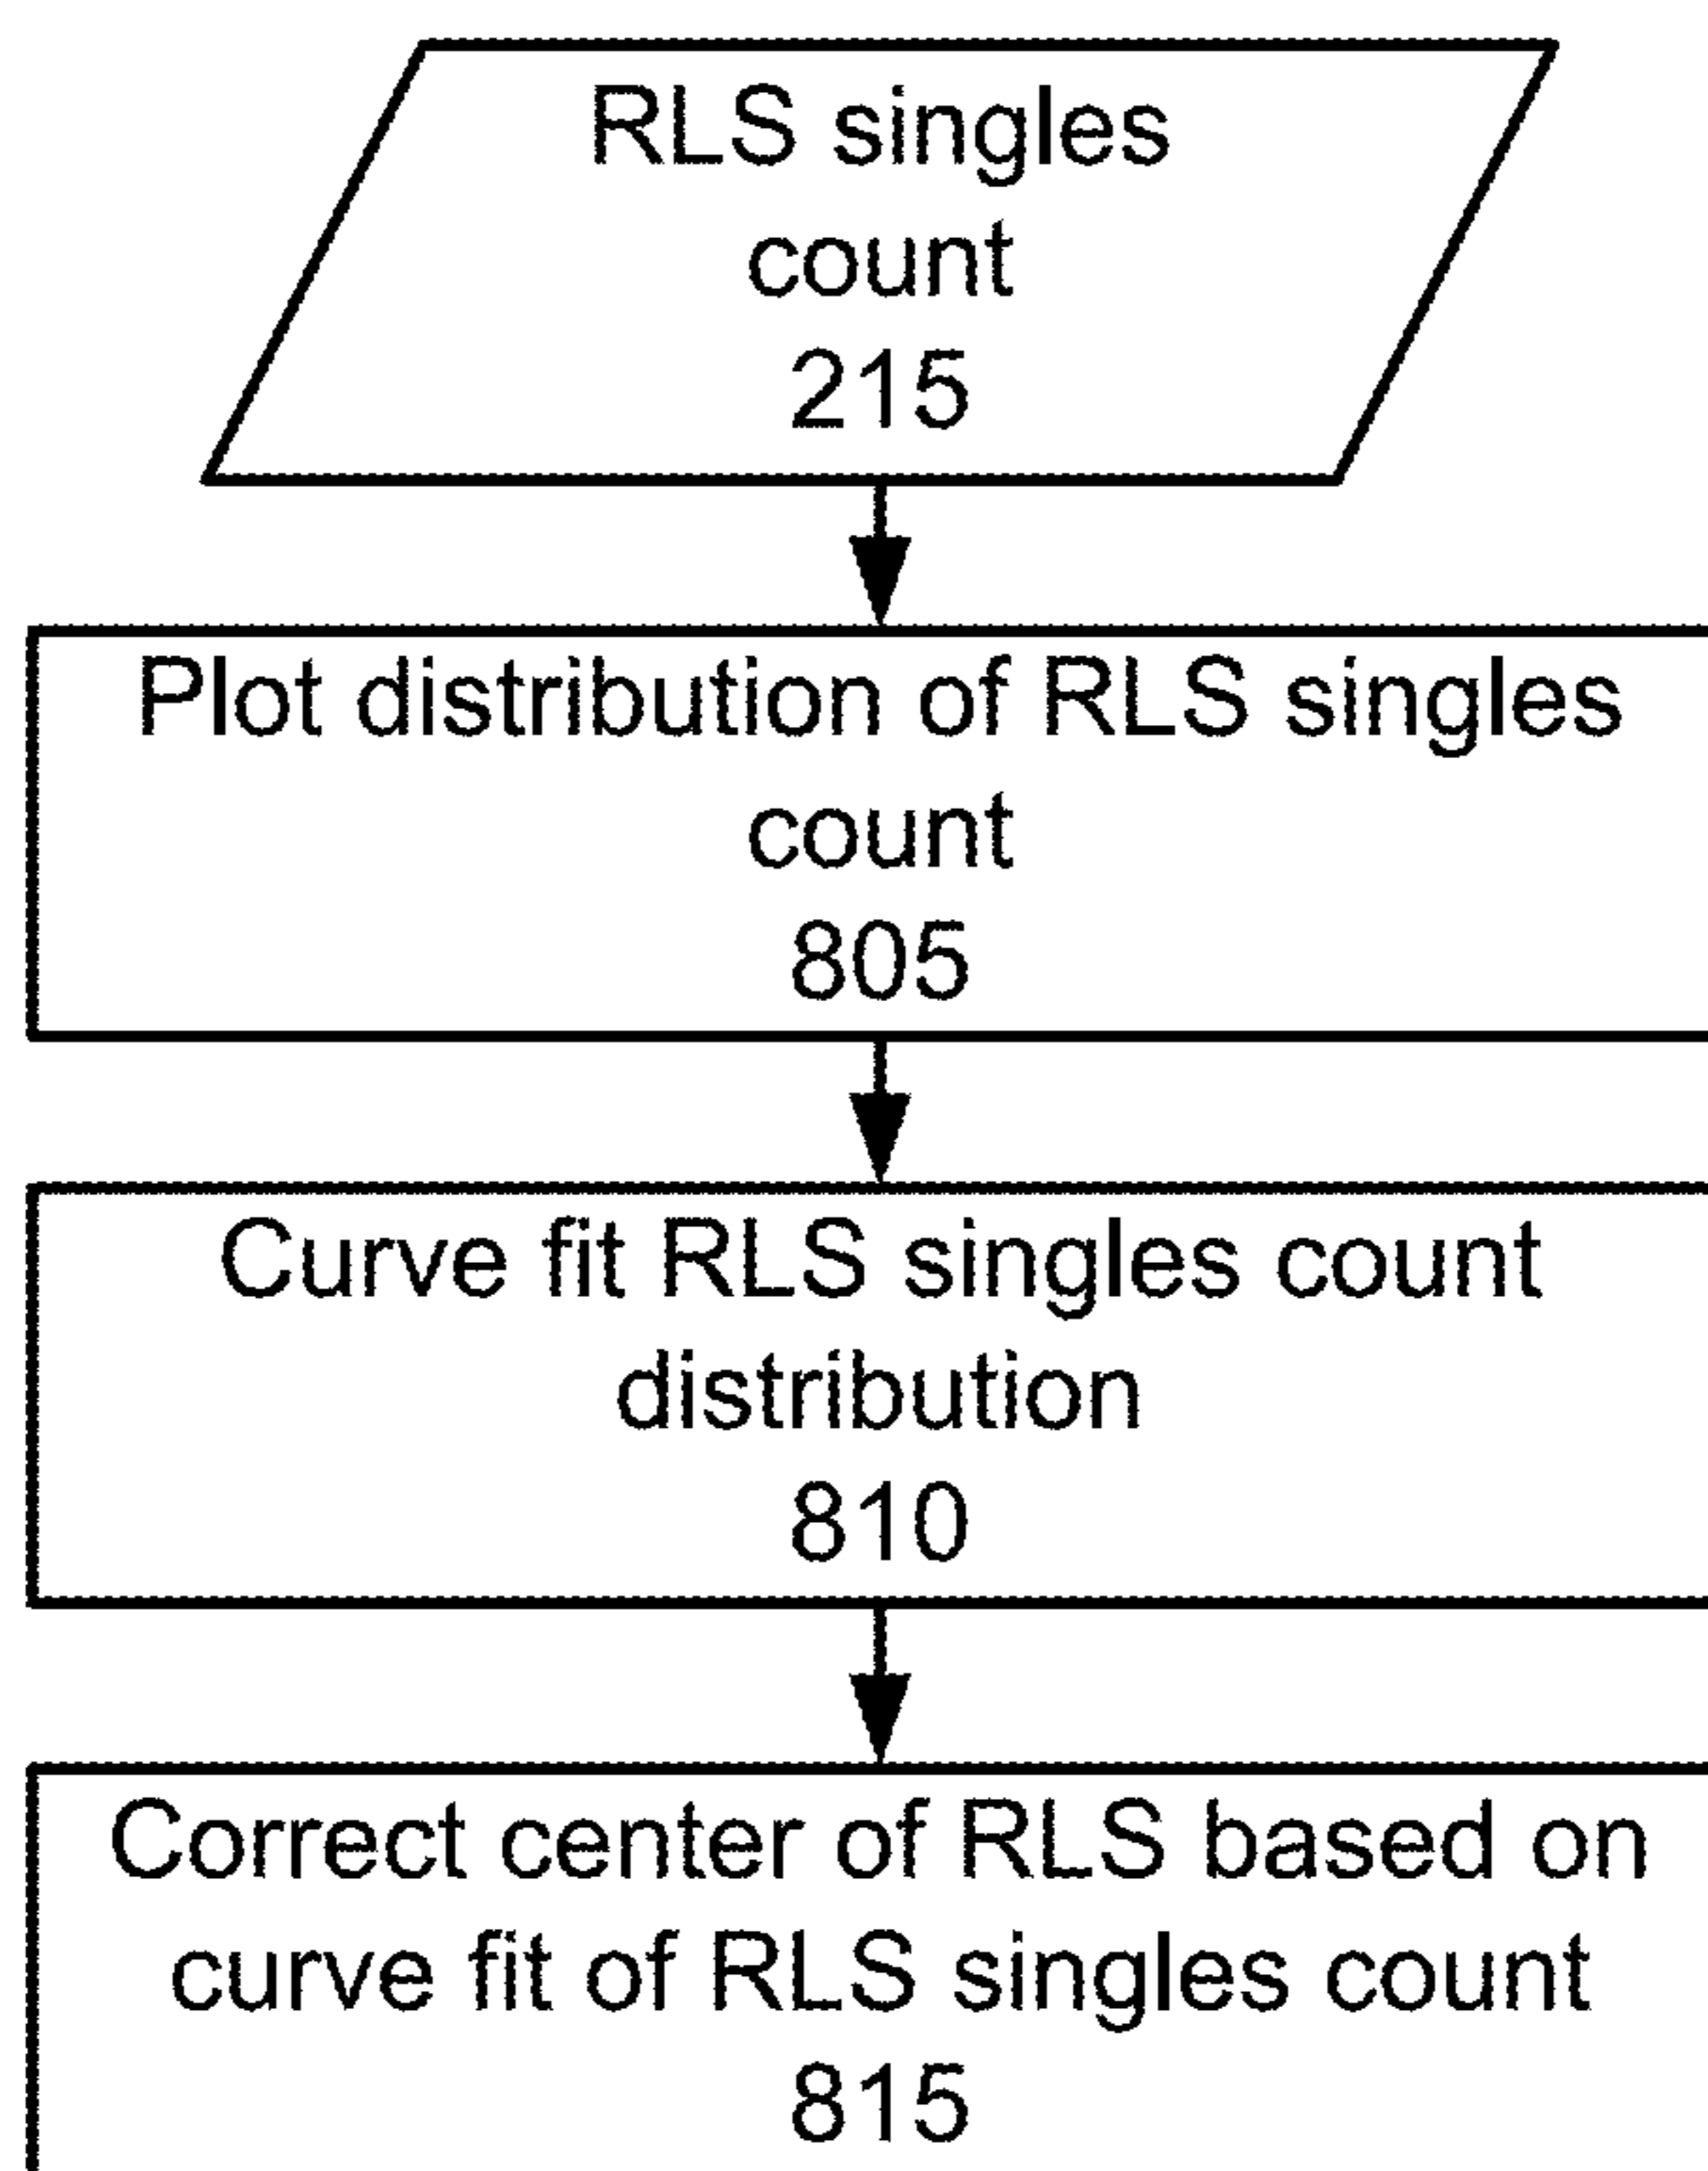 RLS singles
count
215
Plot distribution of RLS singles
count
805
Curve fit RLS singles count
distribution
810
Correct center of RLS based on
curve fit of RLS singles count
815